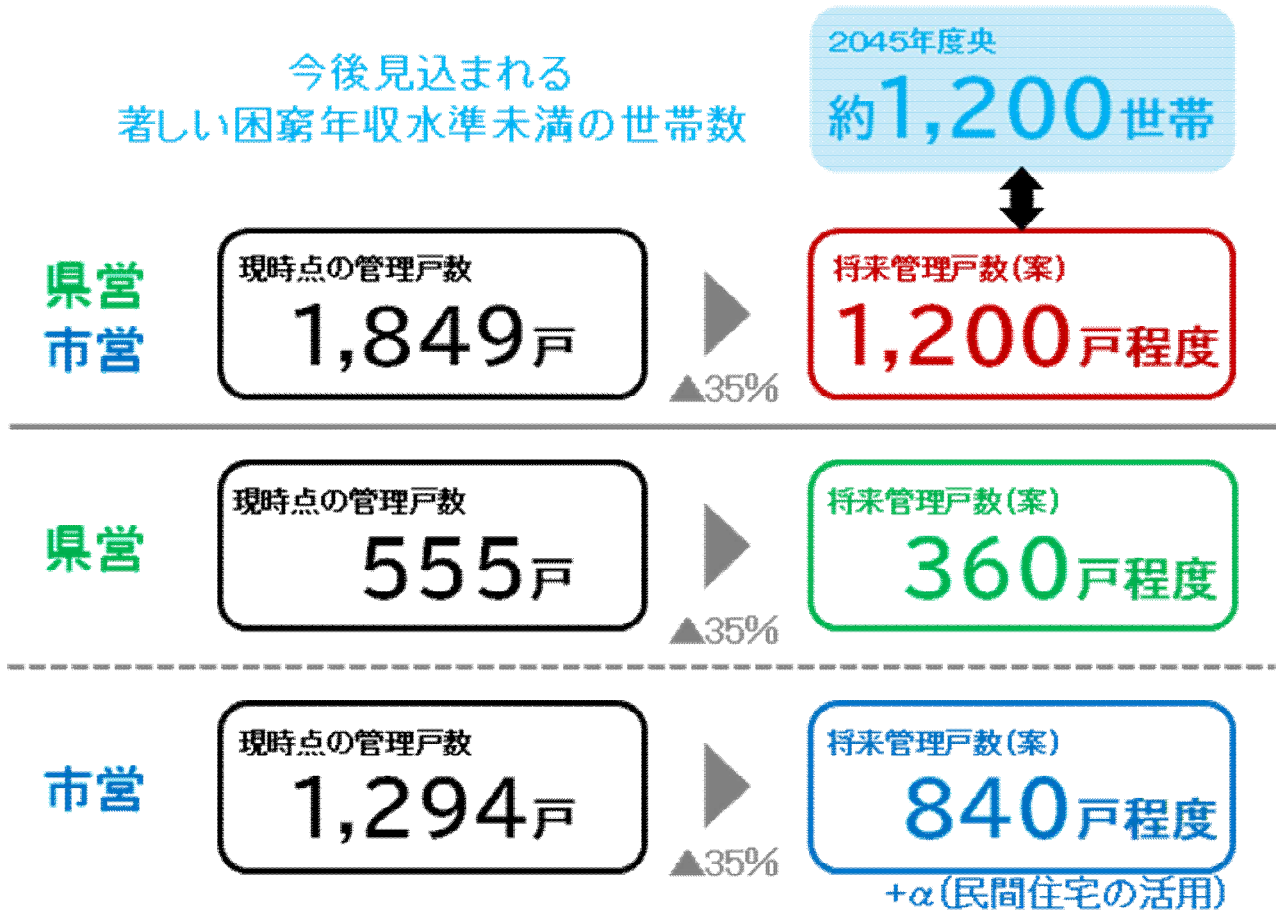 今後見込まれる
著しい困窮年収水準未満の世帯数
2045年度央
約1,200世帯
県営
市営
現時点の管理戸数
1,849戸
▲35%
将来管理戸数(案)
1,200戸程度
県営
現時点の管理戸数
555戸
▲35%
将来管理戸数(案)
360戸程度
市営
現時点の管理戸数
1,294戸
▲35%
将来管理戸数(案)
840戸程度
+α(民間住宅の活用)